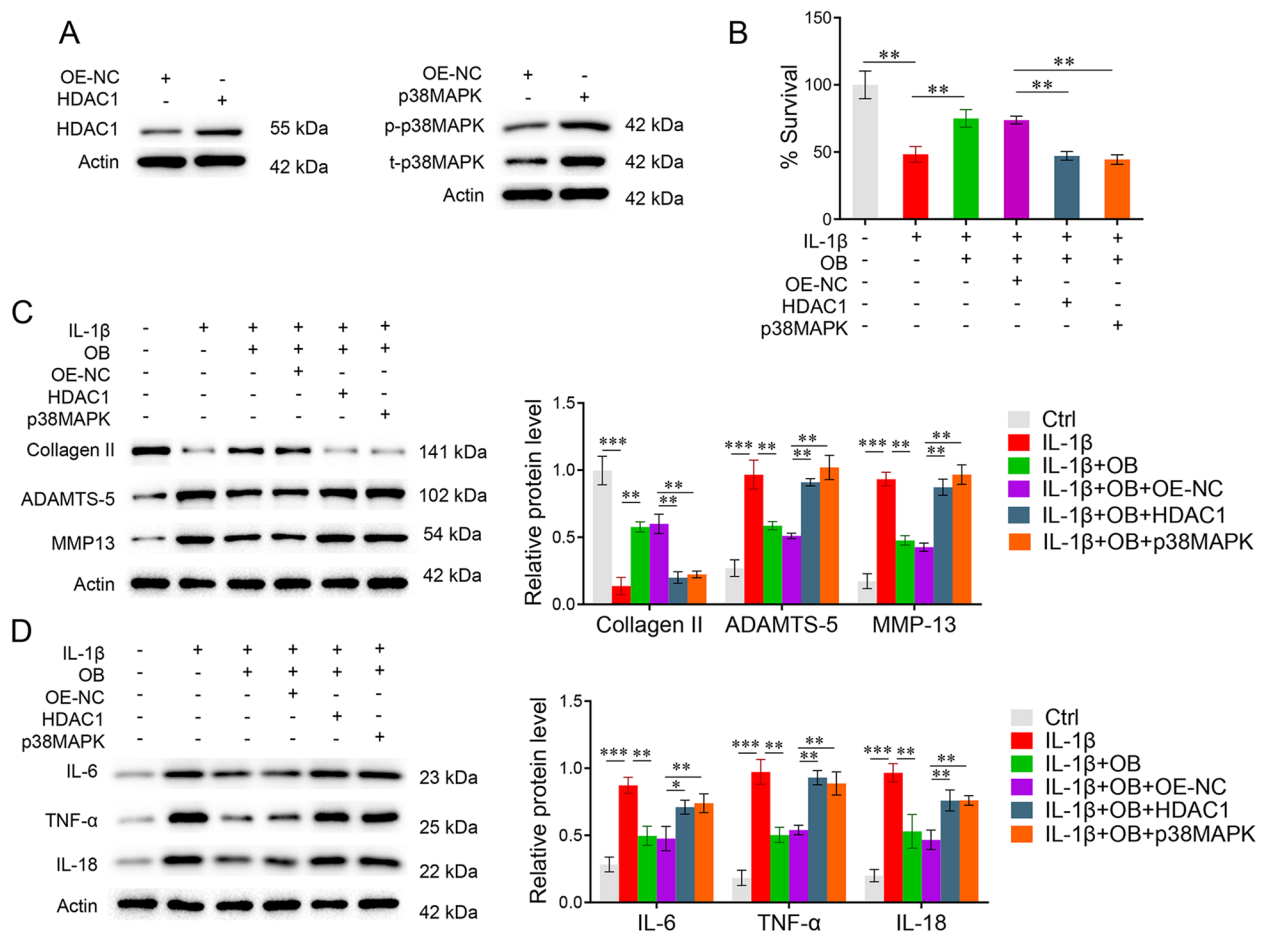 A
OE-NC + -
HDAC1 - +
HDAC1 55 kDa
Actin 42 kDa
OE-NC + -
p38MAPK - +
p-p38MAPK 42 kDa
t-p38MAPK 42 kDa
Actin 42 kDa
B
% Survival
150
100
50
0
** ** ** **
IL-1β - + + + + +
OB - - + + + +
OE-NC - - - + - -
HDAC1 - - - - + -
p38MAPK - - - - - +
C
IL-1β - + + + + +
OB - - + + + +
OE-NC - - - + - -
HDAC1 - - - - + -
p38MAPK - - - - - +
Collagen II 141 kDa
ADAMTS-5 102 kDa
MMP13 54 kDa
Actin 42 kDa
Relative protein level
1.5
1.0
0.5
0.0
*** ** ** **
*** ** ** **
*** ** ** **
Collagen II ADAMTS-5 MMP-13
Ctrl
IL-1β
IL-1β+OB
IL-1β+OB+OE-NC
IL-1β+OB+HDAC1
IL-1β+OB+p38MAPK
D
IL-1β - + + + + +
OB - - + + + +
OE-NC - - - + - -
HDAC1 - - - - + -
p38MAPK - - - - - +
IL-6 23 kDa
TNF-α 25 kDa
IL-18 22 kDa
Actin 42 kDa
Relative protein level
1.5
1.0
0.5
0.0
*** ** * **
*** ** ** **
*** ** ** **
IL-6 TNF-α IL-18
Ctrl
IL-1β
IL-1β+OB
IL-1β+OB+OE-NC
IL-1β+OB+HDAC1
IL-1β+OB+p38MAPK